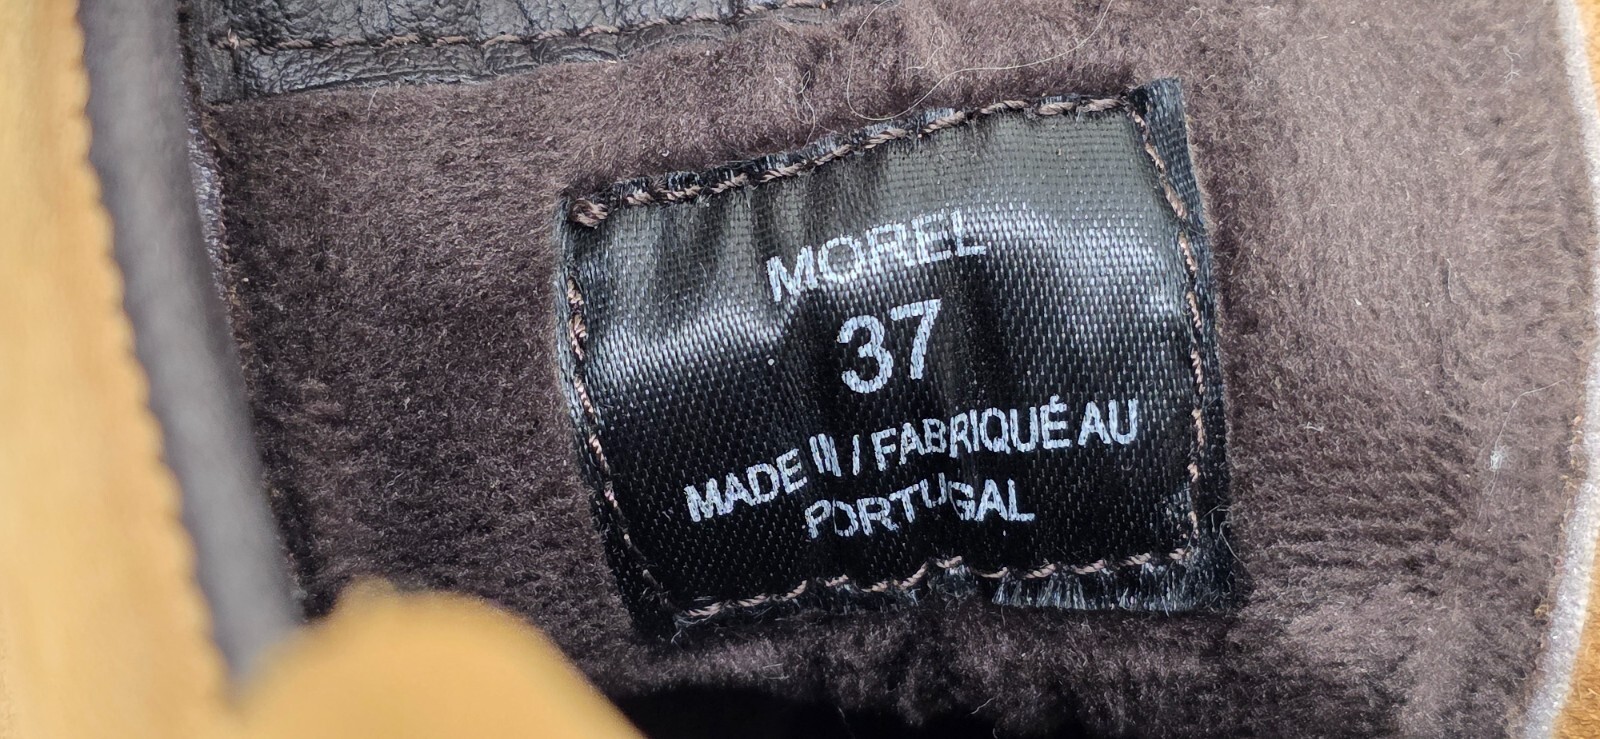 MOREL
37
MADE IN / FABRIQUÉ AU
PORTUGAL